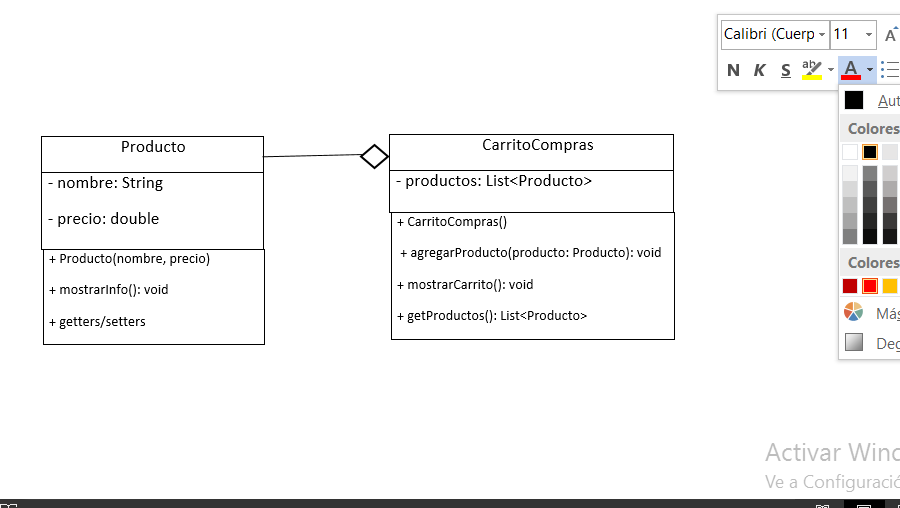 Calibri (Cuerp
11
A
N K S ab A
Aut
Colores
Producto
- nombre: String
- precio: double
+ Producto(nombre, precio)
+ mostrarInfo(): void
+ getters/setters
CarritoCompras
- productos: List<Producto>
+ CarritoCompras()
+ agregarProducto(producto: Producto): void
+ mostrarCarrito(): void
+ getProductos(): List<Producto>
Colores
Más
Deg
Activar Wind
Ve a Configuració